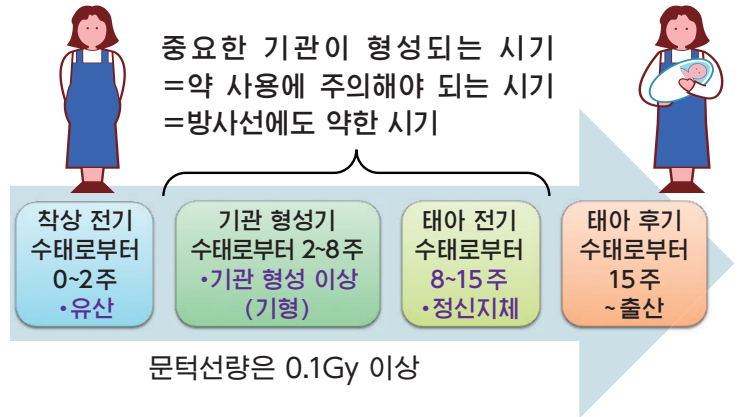 중요한 기관이 형성되는 시기
=약 사용에 주의해야 되는 시기
=방사선에도 약한 시기
착상 전기
수태로부터
0~2주
•유산
기관 형성기
수태로부터 2~8주
•기관 형성 이상
(기형)
태아 전기
수태로부터
8~15주
•정신지체
태아 후기
수태로부터
15주
~출산
문턱선량은 0.1Gy 이상